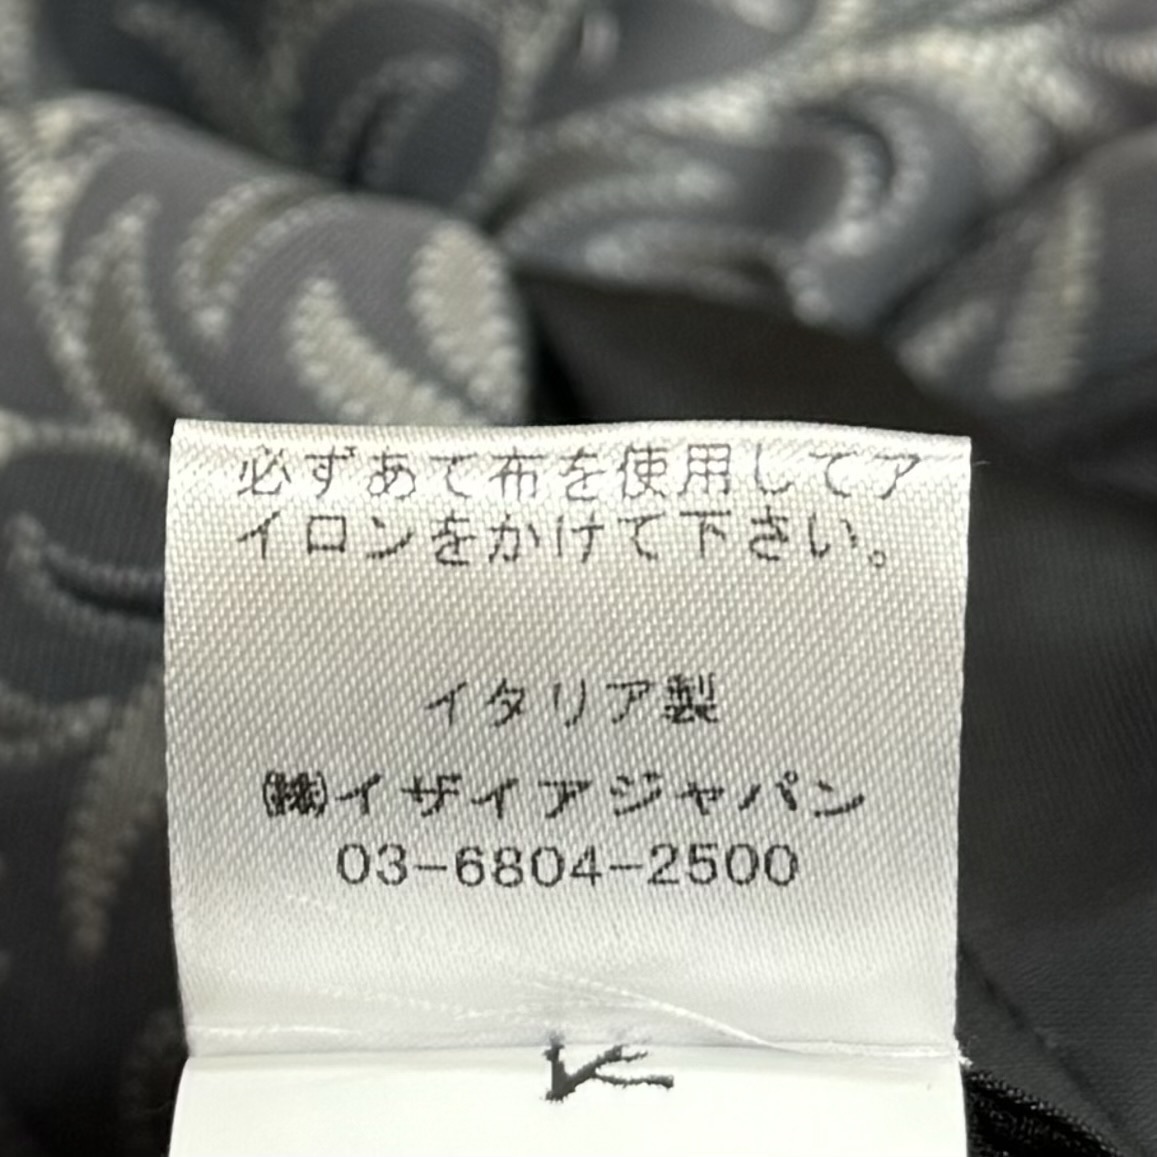 必ずあて布を使用してア
イロンをかけて下さい。
イタリア製
㈱イザイアジャパン
03-6804-2500